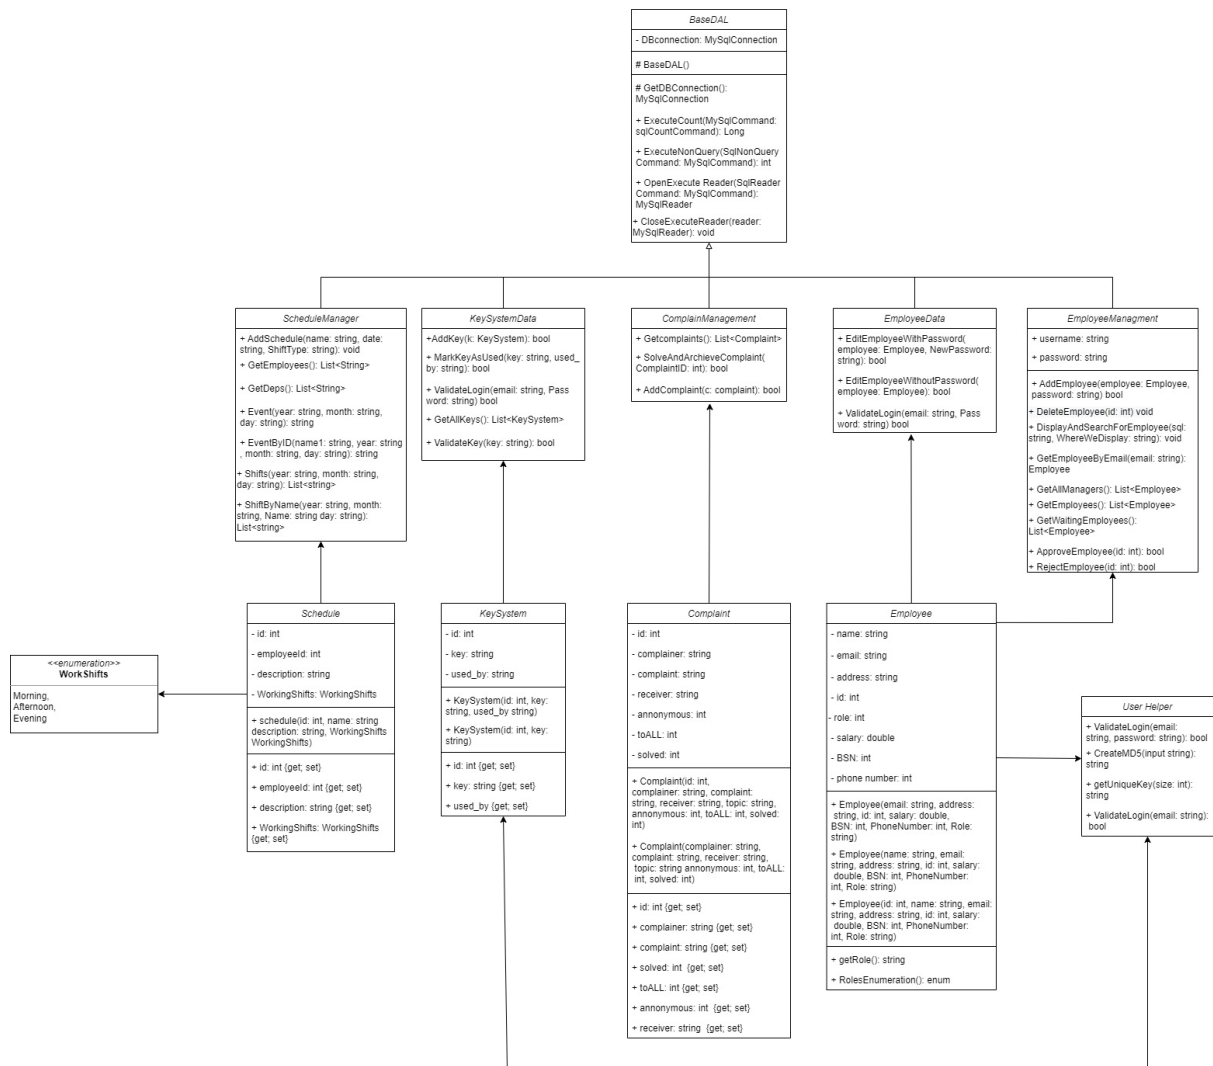 BaseDAL
- DBconnection: MySqlConnection
# BaseDAL()
# GetDBConnection():
MySqlConnection
+ ExecuteCount(MySqlCommand:
sqlCountCommand): Long
+ ExecuteNonQuery(SqlNonQuery
Command: MySqlCommand): int
+ OpenExecute Reader(SqlReader
Command: MySqlCommand):
MySqlReader
+ CloseExecuteReader(reader:
MySqlReader): void
ScheduleManager
+ AddSchedule(name: string, date:
string, ShiftType: string): void
+ GetEmployees(): List<String>
+ GetDeps(): List<String>
+ Event(year: string, month: string,
day: string): string
+ EventByID(name1: string, year: string
, month: string, day: string): string
+ Shifts(year: string, month: string,
day: string): List<string>
+ ShiftByName(year: string, month:
string, Name: string day: string):
List<string>
KeySystemData
+AddKey(k: KeySystem): bool
+ MarkKeyAsUsed(key: string, used_
by: string): bool
+ ValidateLogin(email: string, Pass
word: string) bool
+ GetAllKeys(): List<KeySystem>
+ ValidateKey(key: string): bool
ComplainManagement
+ Getcomplaints(): List<Complaint>
+ SolveAndArchieveComplaint(
ComplaintID: int): bool
+ AddComplaint(c: complaint): bool
EmployeeData
+ EditEmployeeWithPassword(
employee: Employee, NewPassword:
string): bool
+ EditEmployeeWithoutPassword(
employee: Employee): bool
+ ValidateLogin(email: string, Pass
word: string) bool
EmployeeManagment
+ username: string
+ password: string
+ AddEmployee(employee: Employee,
password: string) bool
+ DeleteEmployee(id: int) void
+ DisplayAndSearchForEmployee(sql:
string, WhereWeDisplay: string): void
+ GetEmployeeByEmail(email: string):
Employee
+ GetAllManagers(): List<Employee>
+ GetEmployees(): List<Employee>
+ GetWaitingEmployees():
List<Employee>
+ ApproveEmployee(id: int): bool
+ RejectEmployee(id: int): bool
<<enumeration>>
WorkShifts
Morning,
Afternoon,
Evening
Schedule
- id: int
- employeeId: int
- description: string
- WorkingShifts: WorkingShifts
+ schedule(id: int, name: string
description: string, WorkingShifts
WorkingShifts)
+ id: int {get; set}
+ employeeId: int {get; set}
+ description: string {get; set}
+ WorkingShifts: WorkingShifts
{get; set}
KeySystem
- id: int
- key: string
- used_by: string
+ KeySystem(id: int, key:
string, used_by string)
+ KeySystem(id: int, key:
string)
+ id: int {get; set}
+ key: string {get; set}
+ used_by {get; set}
Complaint
- id: int
- complainer: string
- complaint: string
- receiver: string
- annonymous: int
- toALL: int
- solved: int
+ Complaint(id: int,
complainer: string, complaint:
string, receiver: string, topic: string,
annonymous: int, toALL: int, solved:
int)
+ Complaint(complainer: string,
complaint: string, receiver: string,
topic: string annonymous: int, toALL:
int, solved: int)
+ id: int {get; set}
+ complainer: string {get; set}
+ complaint: string {get; set}
+ solved: int {get; set}
+ toALL: int {get; set}
+ annonymous: int {get; set}
+ receiver: string {get; set}
Employee
- name: string
- email: string
- address: string
- id: int
- role: int
- salary: double
- BSN: int
- phone number: int
+ Employee(email: string, address:
string, id: int, salary: double,
BSN: int, PhoneNumber: int, Role:
string)
+ Employee(name: string, email:
string, address: string, id: int, salary:
double, BSN: int, PhoneNumber:
int, Role: string)
+ Employee(id: int, name: string, email:
string, address: string, id: int, salary:
double, BSN: int, PhoneNumber:
int, Role: string)
+ getRole(): string
+ RolesEnumeration(): enum
User Helper
+ ValidateLogin(email:
string, password: string): bool
+ CreateMD5(input string):
string
+ getUniqueKey(size: int):
string
+ ValidateLogin(email: string):
bool